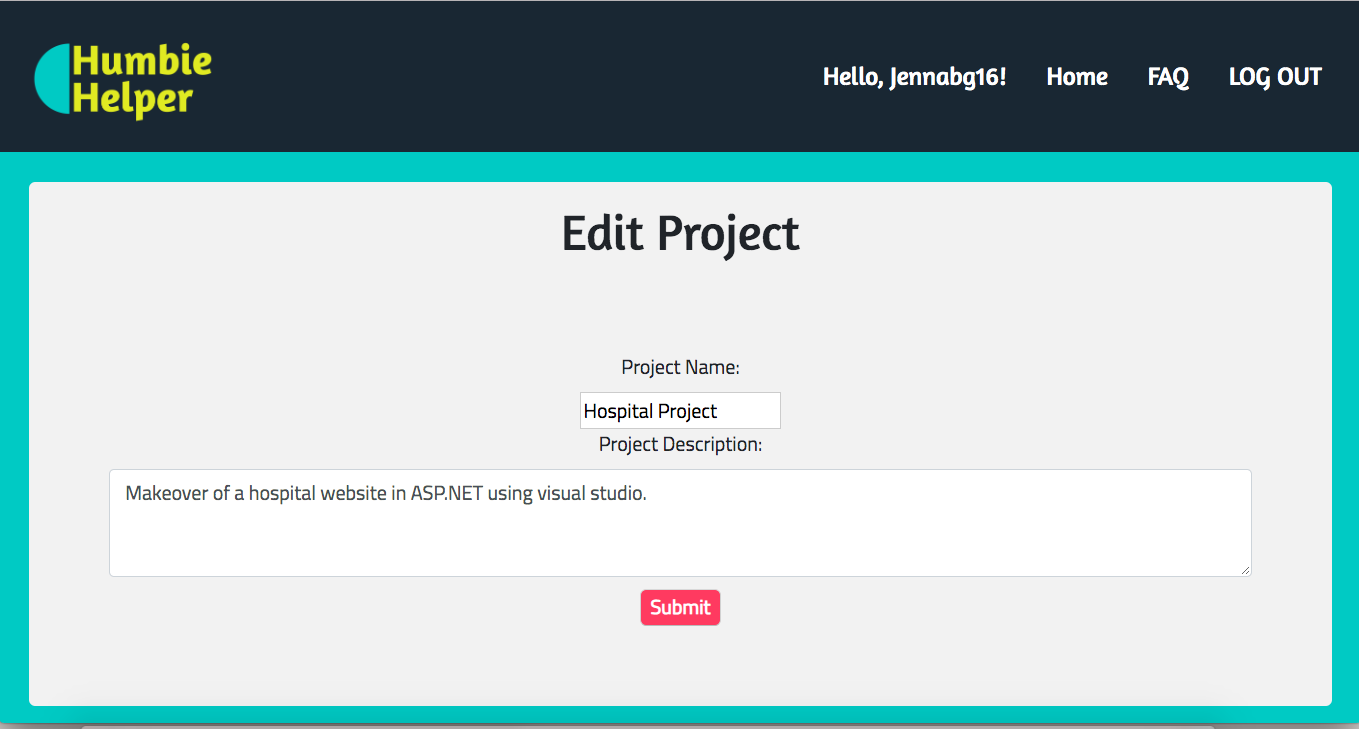 Humbie
Helper
Hello, Jennabg16! Home FAQ LOG OUT
Edit Project
Project Name:
Hospital Project
Project Description:
Makeover of a hospital website in ASP.NET using visual studio.
Submit